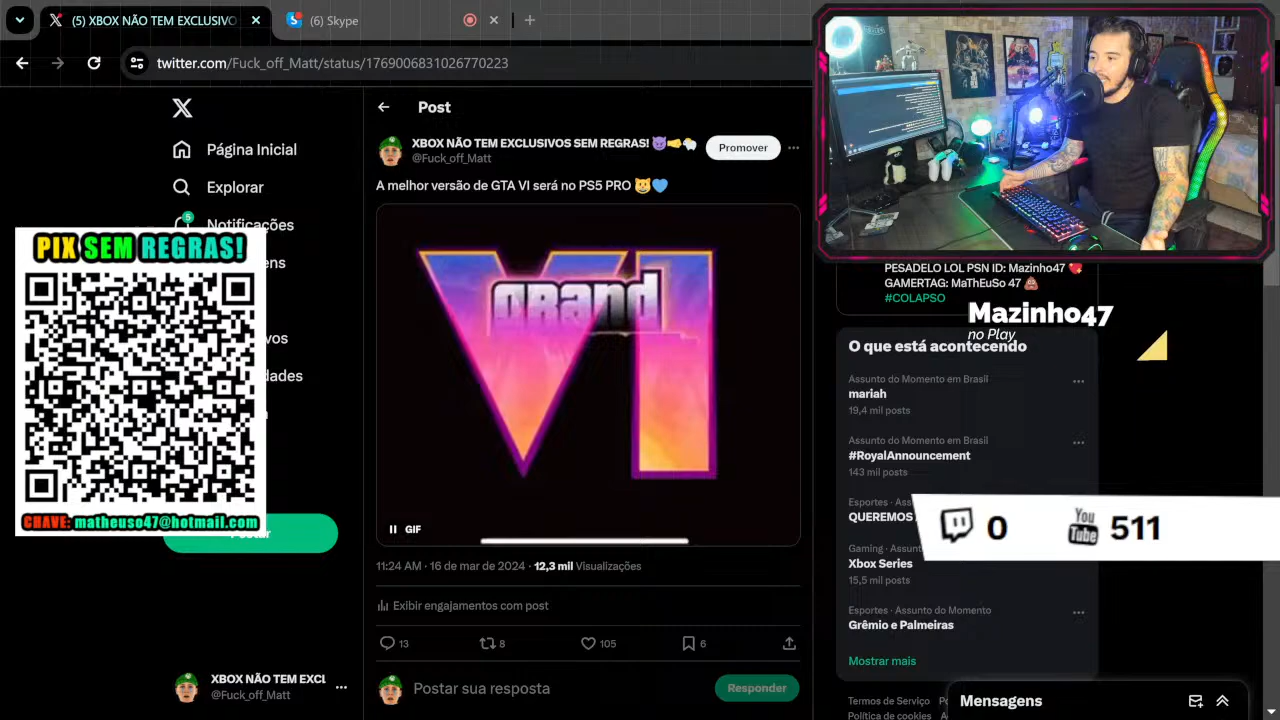 (5) XBOX NÃO TEM EXCLUSIVO
(6) Skype
twitter.com/Fuck_off_Matt/status/1769009831026770223
Página Inicial
Explorar
5
Notificações
PIX SEM REGRAS!
CHAVE: matheuso47@hotmail.com
XBOX NÃO TEM EXCL
@Fuck_off_Matt
Post
XBOX NÃO TEM EXCLUSIVOS SEM REGRAS!
@Fuck_off_Matt
Promover
A melhor versão de GTA VI será no PS5 PRO
VI
GRand
GIF
11:24 AM · 16 de mar de 2024 · 12,3 mil Visualizações
Exibir engajamentos com post
13
8
105
6
Postar sua resposta
Responder
PESADELO LOL PSN ID: Mazinho47
GAMERTAG: MaThEuSo 47
#COLAPSO
Mazinho47
no Play
O que está acontecendo
Assunto do Momento em Brasil
mariah
19,4 mil posts
Assunto do Momento em Brasil
#RoyalAnnouncement
143 mil posts
Esportes · Ass
QUEREMOS
0
You Tube 511
Gaming · Assunt
Xbox Series
15,5 mil posts
Esportes · Assunto do Momento
Grêmio e Palmeiras
Mostrar mais
Termos de Serviço
Política de cookies
Mensagens